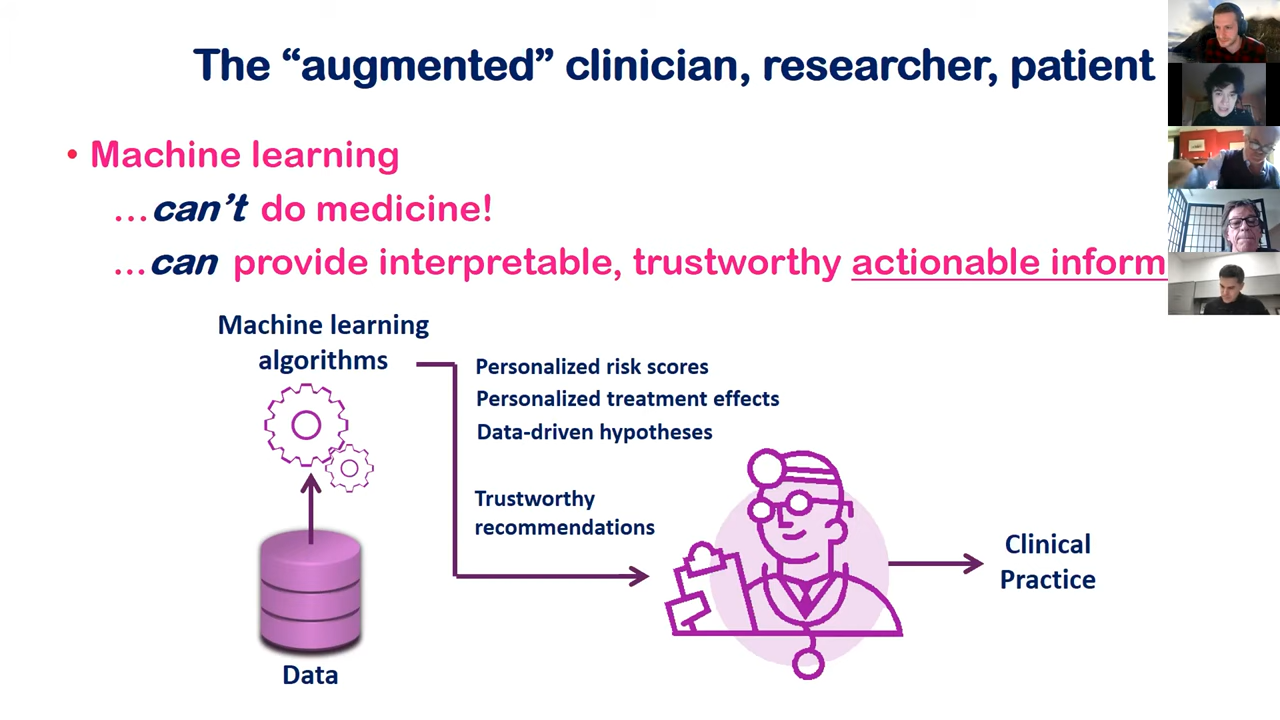 The “augmented” clinician, researcher, patient
• Machine learning
...can’t do medicine!
...can provide interpretable, trustworthy actionable
Machine learning
algorithms
Personalized risk scores
Personalized treatment effects
Data-driven hypotheses
Trustworthy
recommendations
Clinical
Practice
Data